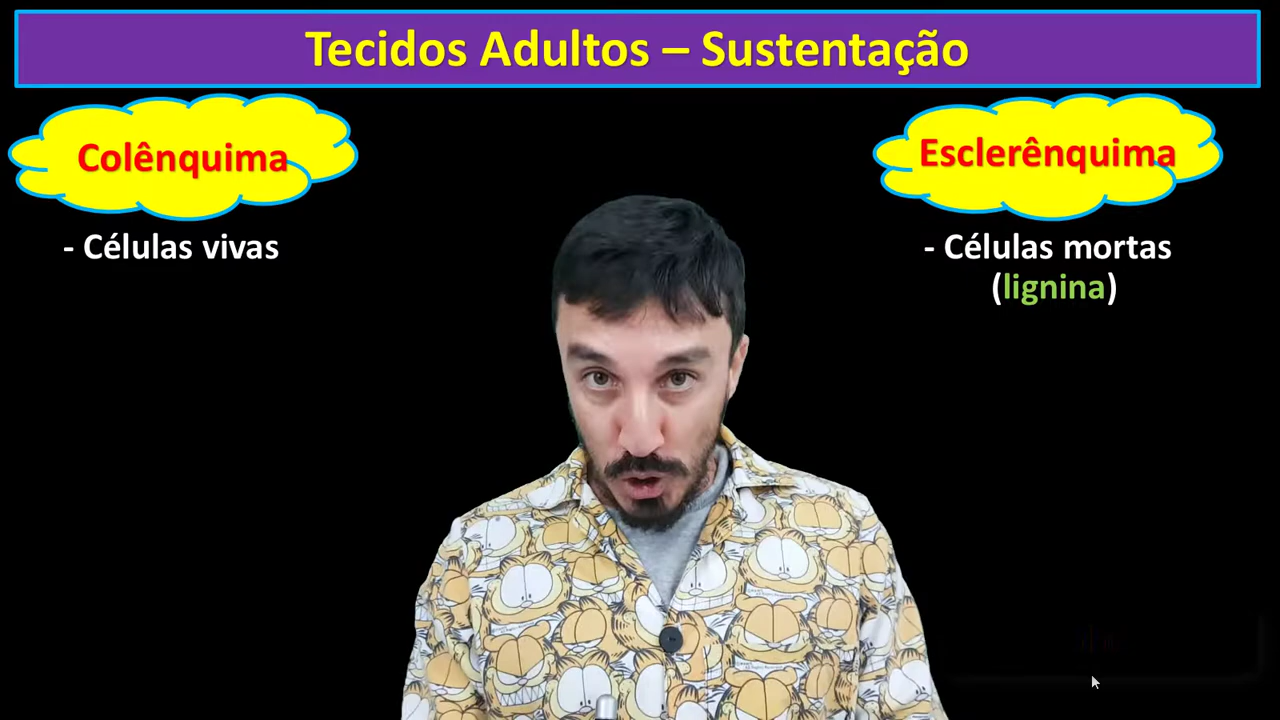 Tecidos Adultos – Sustentação
Colênquima
- Células vivas
Esclerênquima
- Células mortas
(lignina)